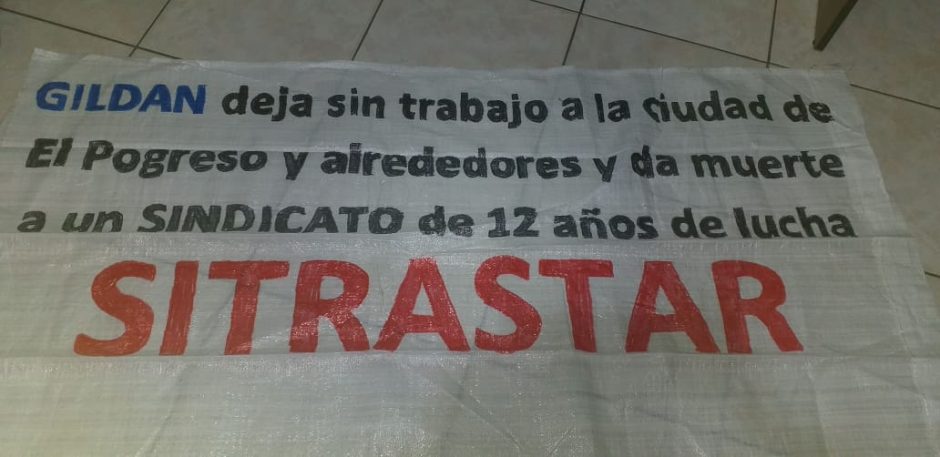 GILDAN deja sin trabajo a la ciudad de
El Pogreso y airededores y da muerte
a un SINDICATO de 12 años de lucha
SITRASTAR